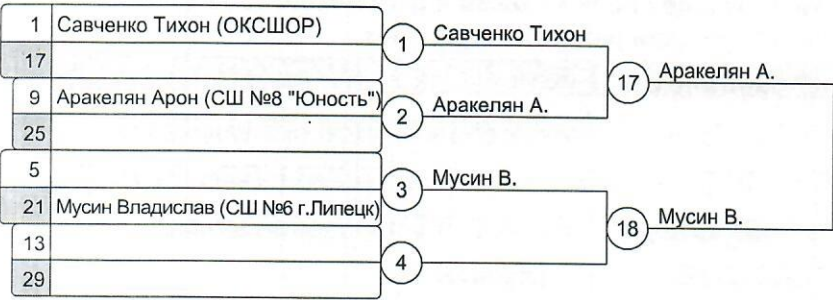 1 Савченко Тихон (ОКСШОР)
17
1 Савченко Тихон
9 Аракелян Арон (СШ №8 "Юность")
25
2 Аракелян А.
17 Аракелян А.
5
21 Мусин Владислав (СШ №6 г.Липецк)
3 Мусин В.
13
29
4
18 Мусин В.